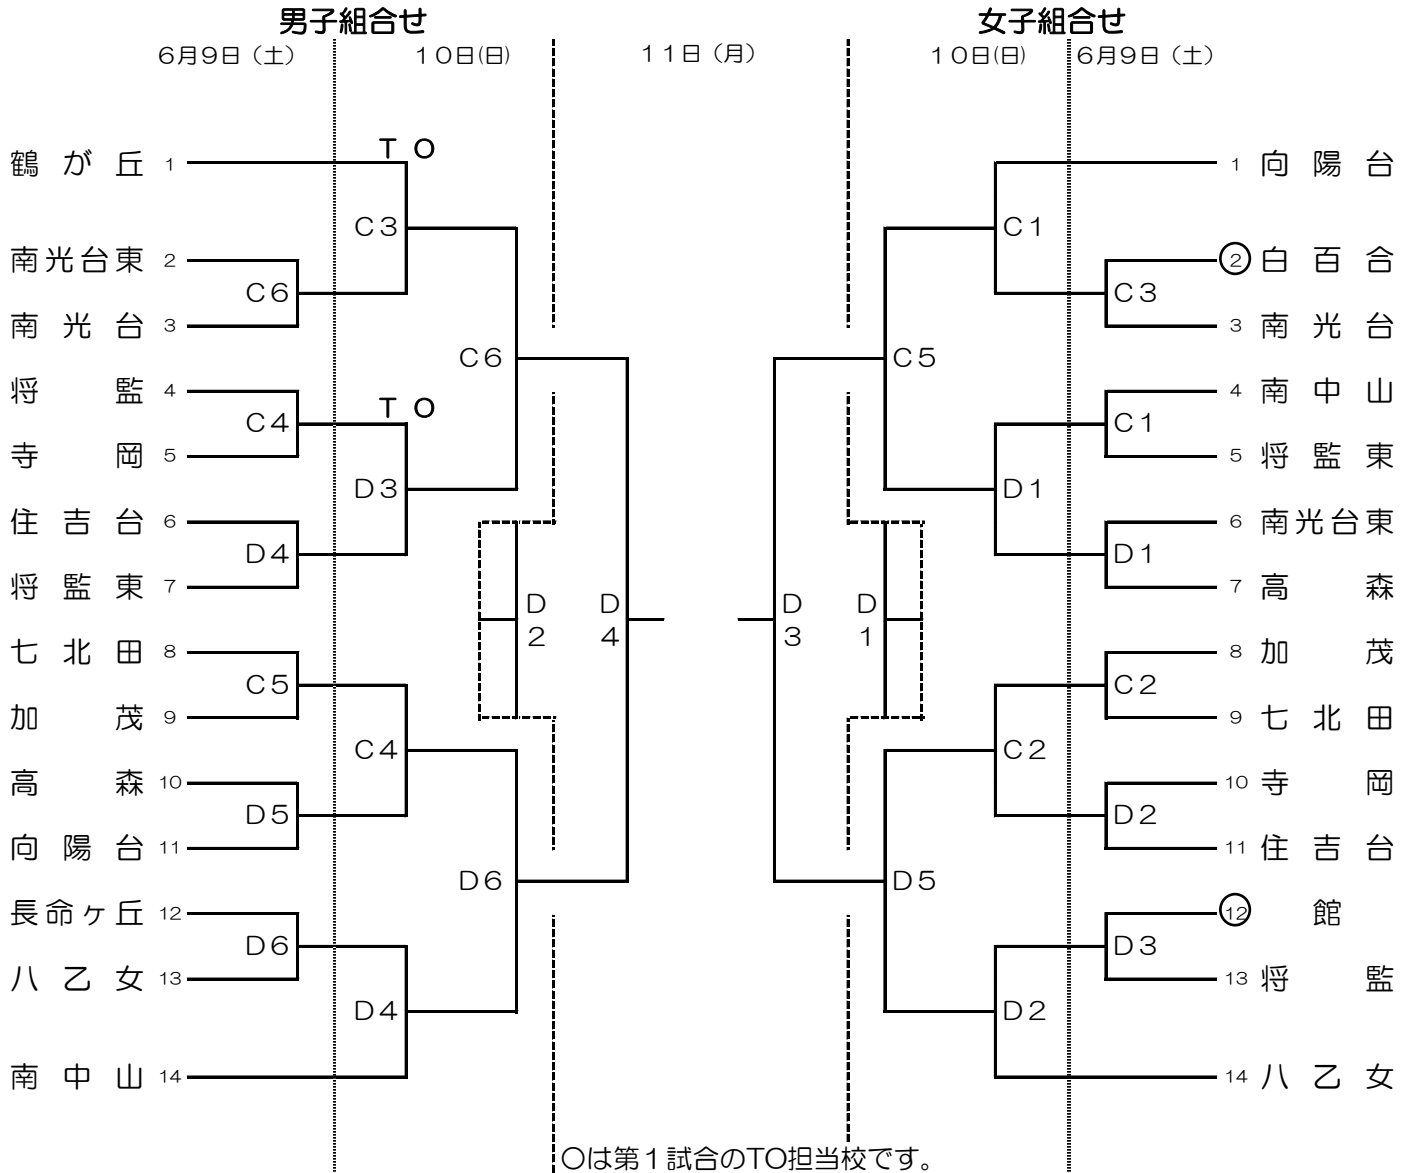 男子組合せ 女子組合せ
6月9日（土） 10日(日) 11日（月） 10日(日) 6月9日（土）
TO
鶴が丘 1 1 向陽台
C3 C1
南光台東 2 ② 白百合
C6 C3
南光台 3 3 南光台
C6 C5
将監 4 4 南中山
TO
C4 C1
寺岡 5 5 将監東
D3 D1
住吉台 6 6 南光台東
D4 D1
将監東 7 7 高森
D2 D4 D3 D1
七北田 8 8 加茂
C5 C2
加茂 9 9 七北田
C4 C2
高森 10 10 寺岡
D5 D2
向陽台 11 11 住吉台
D6 D5
長命ヶ丘 12 ⑫ 館
D6 D3
八乙女 13 13 将監
D4 D2
南中山 14 14 八乙女
〇は第１試合のTO担当校です。